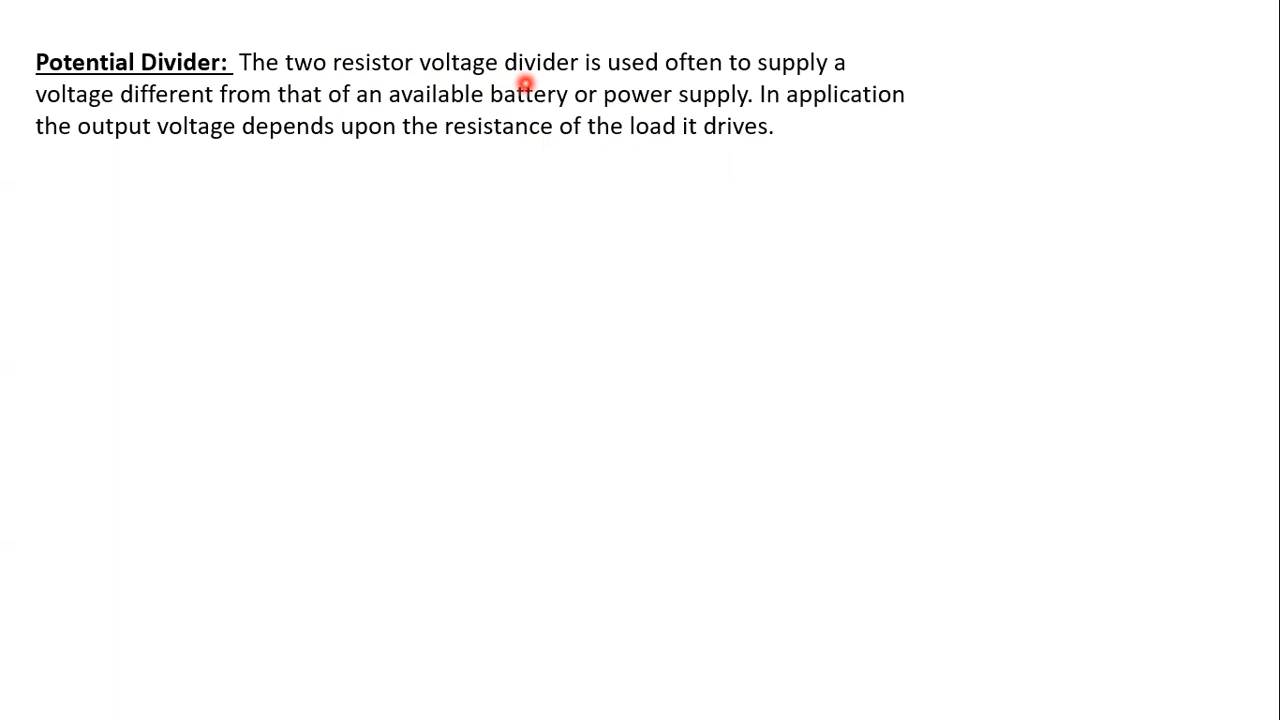 Potential Divider: The two resistor voltage divider is used often to supply a
voltage different from that of an available battery or power supply. In application
the output voltage depends upon the resistance of the load it drives.